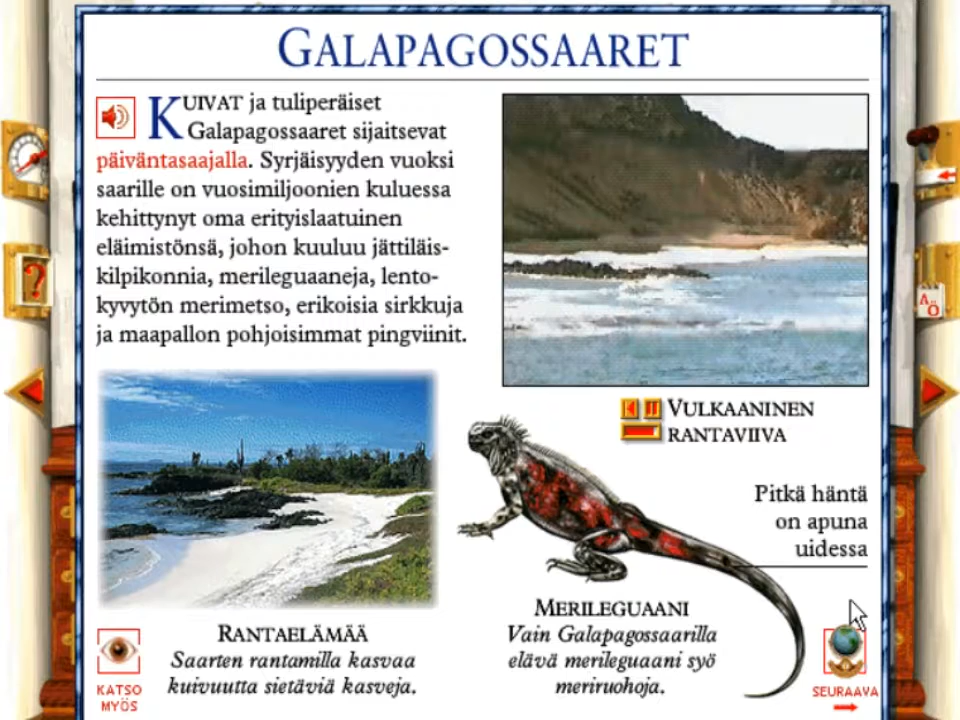 GALAPAGOSSAARET
KUIVAT ja tuliperäiset
Galapagossaaret sijaitsevat
päiväntasaajalla. Syrjäisyyden vuoksi
saarille on vuosimiljoonien kuluessa
kehittynyt oma erityislaatuinen
eläimistönsä, johon kuuluu jättiläis-
kilpikonnia, merileguaaneja, lento-
kyvytön merimetso, erikoisia sirkkuja
ja maapallon pohjoisimmat pingviinit.
VULKAANINEN
RANTAVIIVA
Pitkä häntä
on apuna
uidessa
MERILEGUAANI
Vain Galapagossaarilla
elävä merileguaani syö
meriruohoja.
RANTAELÄMÄÄ
Saarten rantamilla kasvaa
kuivuutta sietäviä kasveja.
KATSO
MYÖS
SEURAAVA
?
A..
Ö